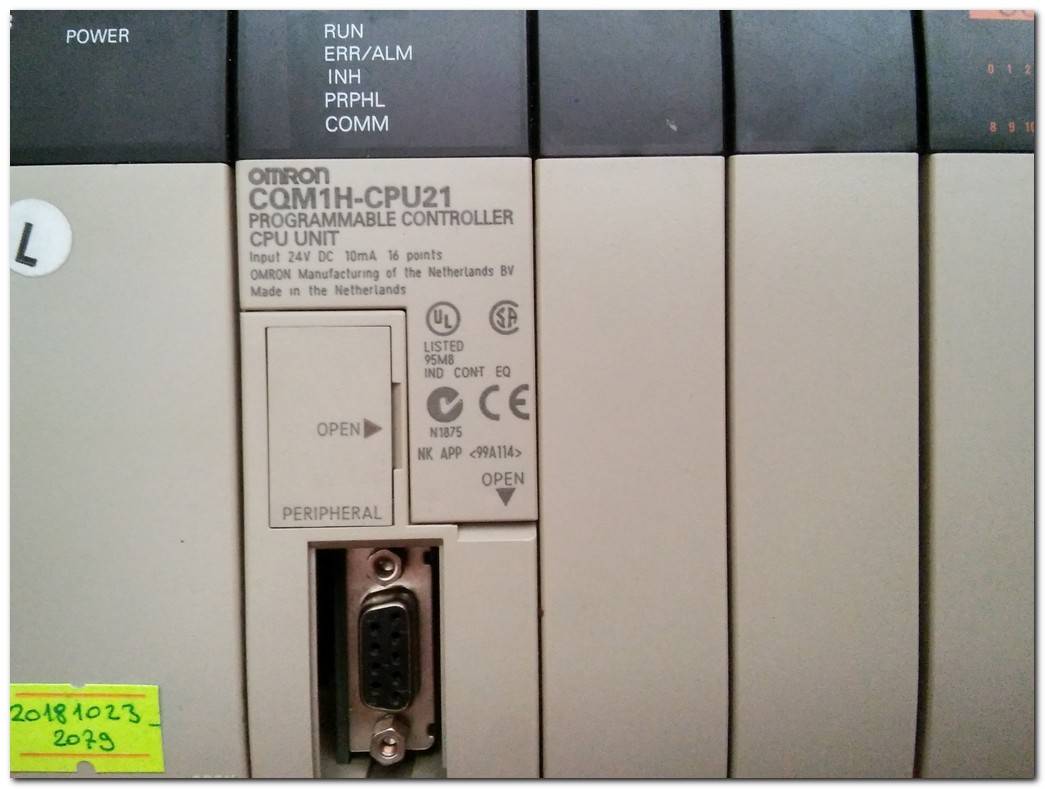 POWER
RUN
ERR/ALM
INH
PRPHL
COMM
0 1 2
8 9 10
L
OMRON
CQM1H-CPU21
PROGRAMMABLE CONTROLLER
CPU UNIT
Input 24V DC 10mA 16 points
OMRON Manufacturing of the Netherlands BV
Made in the Netherlands
UL
SA
LISTED
95M8
IND CONT EQ
CE
N1875
NK APP <99A114>
OPEN
OPEN
PERIPHERAL
20181023-
2079